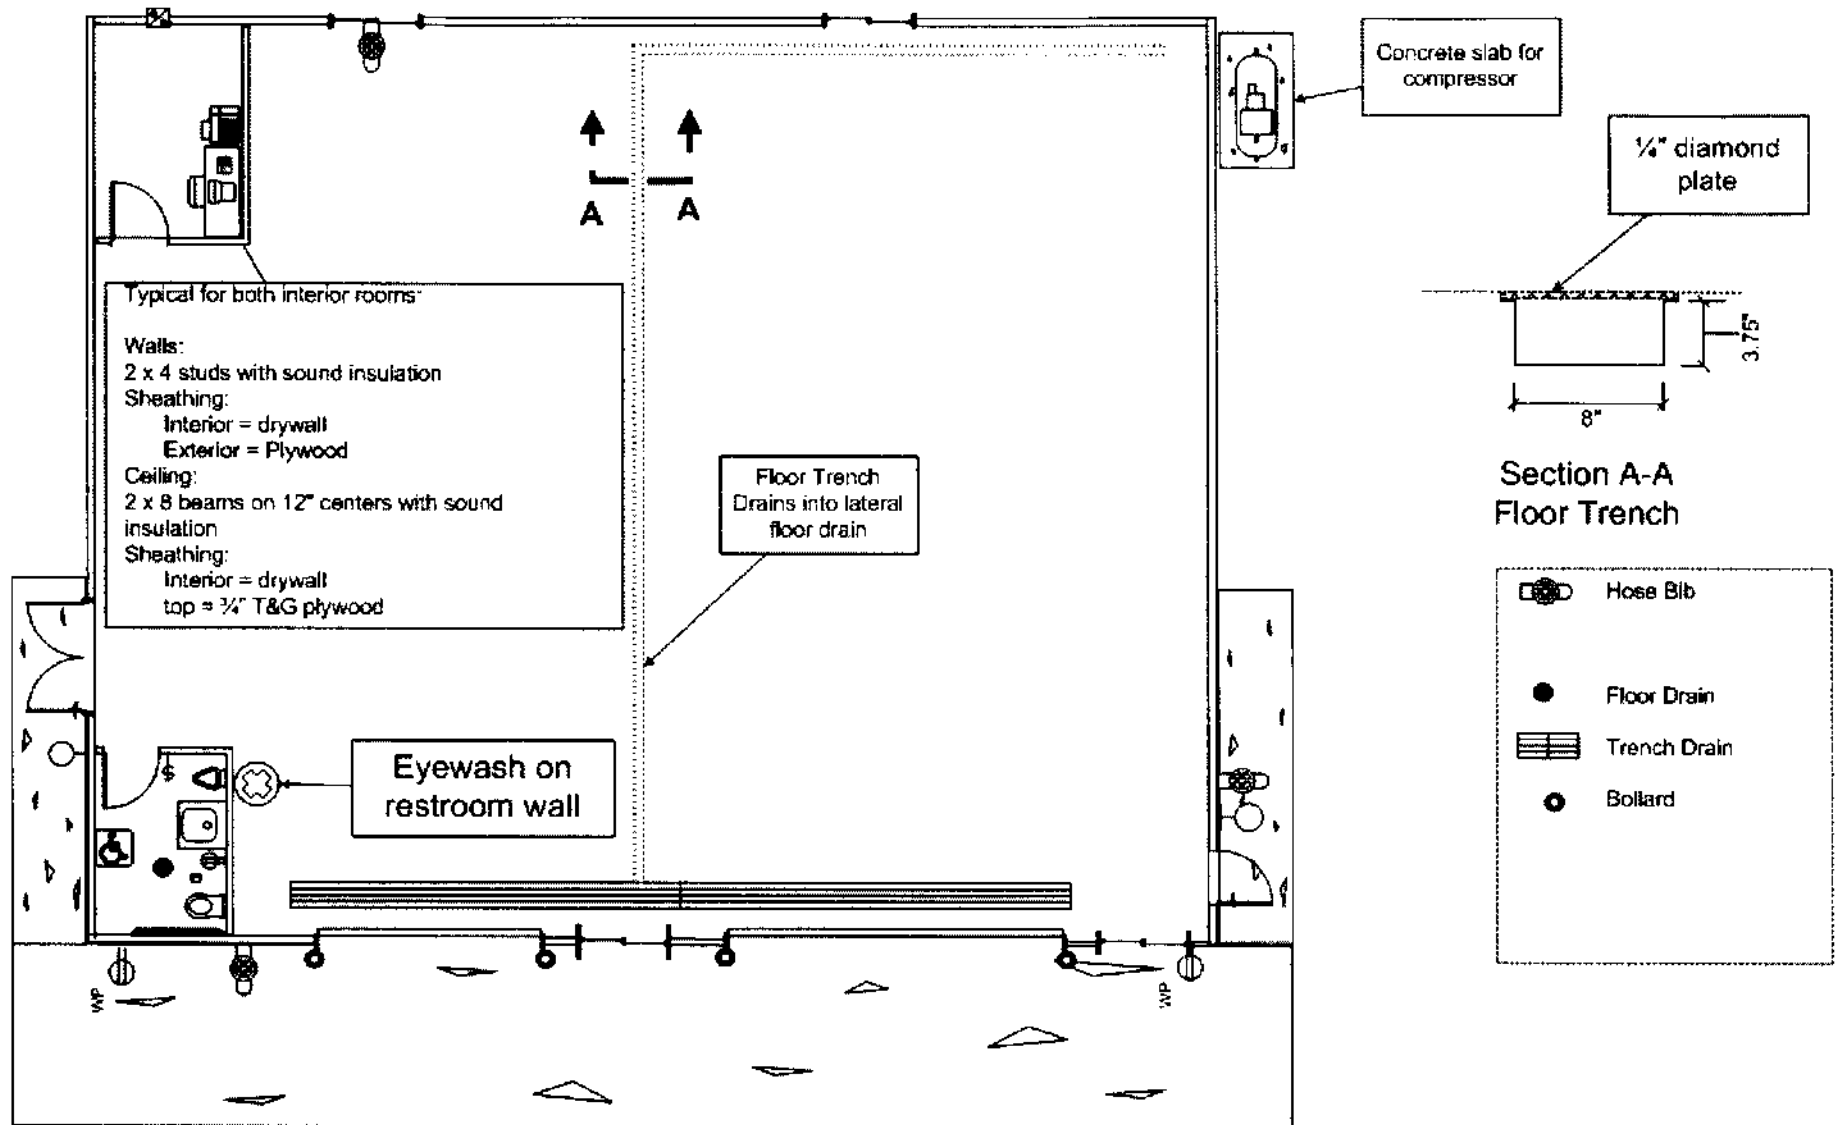 Concrete slab for
compressor
¼" diamond
plate
A
A
Typical for both interior rooms:
Walls:
2 x 4 studs with sound insulation
Sheathing:
Interior = drywall
Exterior = Plywood
Ceiling:
2 x 8 beams on 12" centers with sound
insulation
Sheathing:
Interior = drywall
top = ¾" T&G plywood
3.75"
8"
Section A-A
Floor Trench
Floor Trench
Drains into lateral
floor drain
Hose Bib
Floor Drain
Trench Drain
Bollard
$
Eyewash on
restroom wall
WP
WP